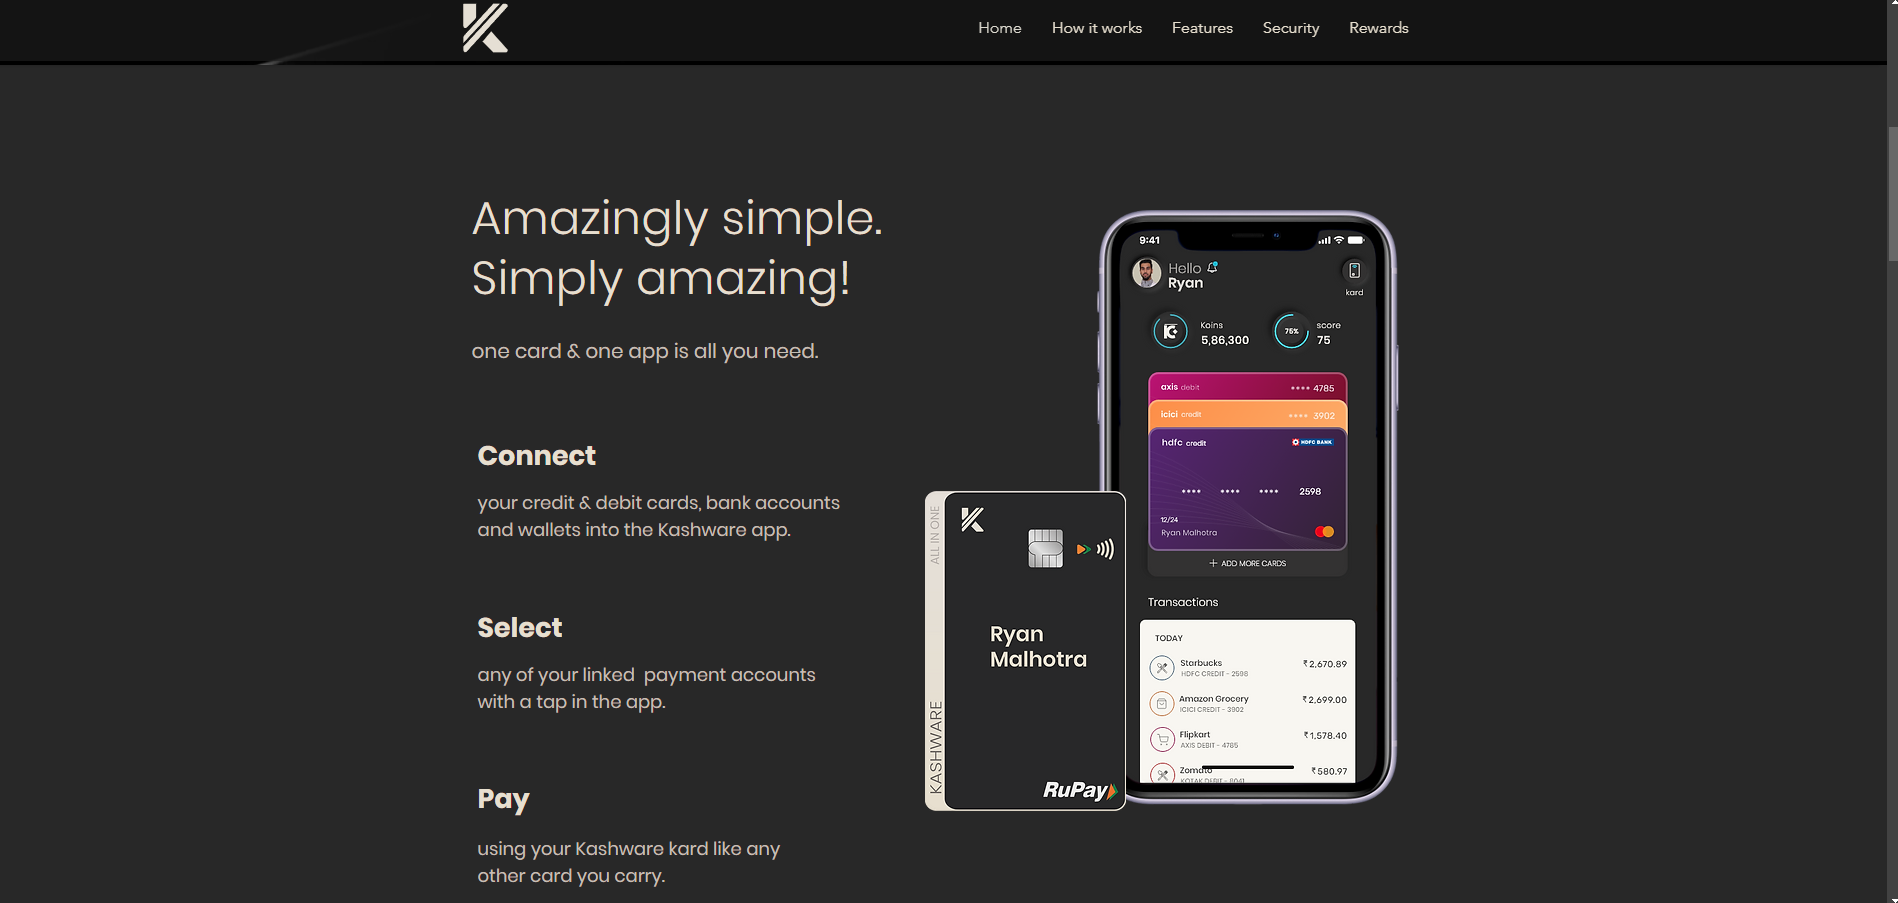 Home How it works Features Security Rewards
Amazingly simple.
Simply amazing!
one card & one app is all you need.
Connect
your credit & debit cards, bank accounts
and wallets into the Kashware app.
Select
any of your linked  payment accounts
with a tap in the app.
Pay
using your Kashware kard like any
other card you carry.
ALL IN ONE
KASHWARE
Ryan
Malhotra
RuPay
9:41
Hello
Ryan
kard
Koins
5,86,300
75%
score
75
axis debit •••• 4785
icici credit •••• 3902
hdfc credit HDFC BANK
•••• •••• •••• 2598
12/24
Ryan Malhotra
+ ADD MORE CARDS
Transactions
TODAY
Starbucks ₹2,670.89
HDFC CREDIT - 2598
Amazon Grocery ₹2,699.00
ICICI CREDIT - 3902
Flipkart ₹1,578.40
AXIS DEBIT - 4785
Zomato ₹580.97
KOTAK DEBIT - 8041